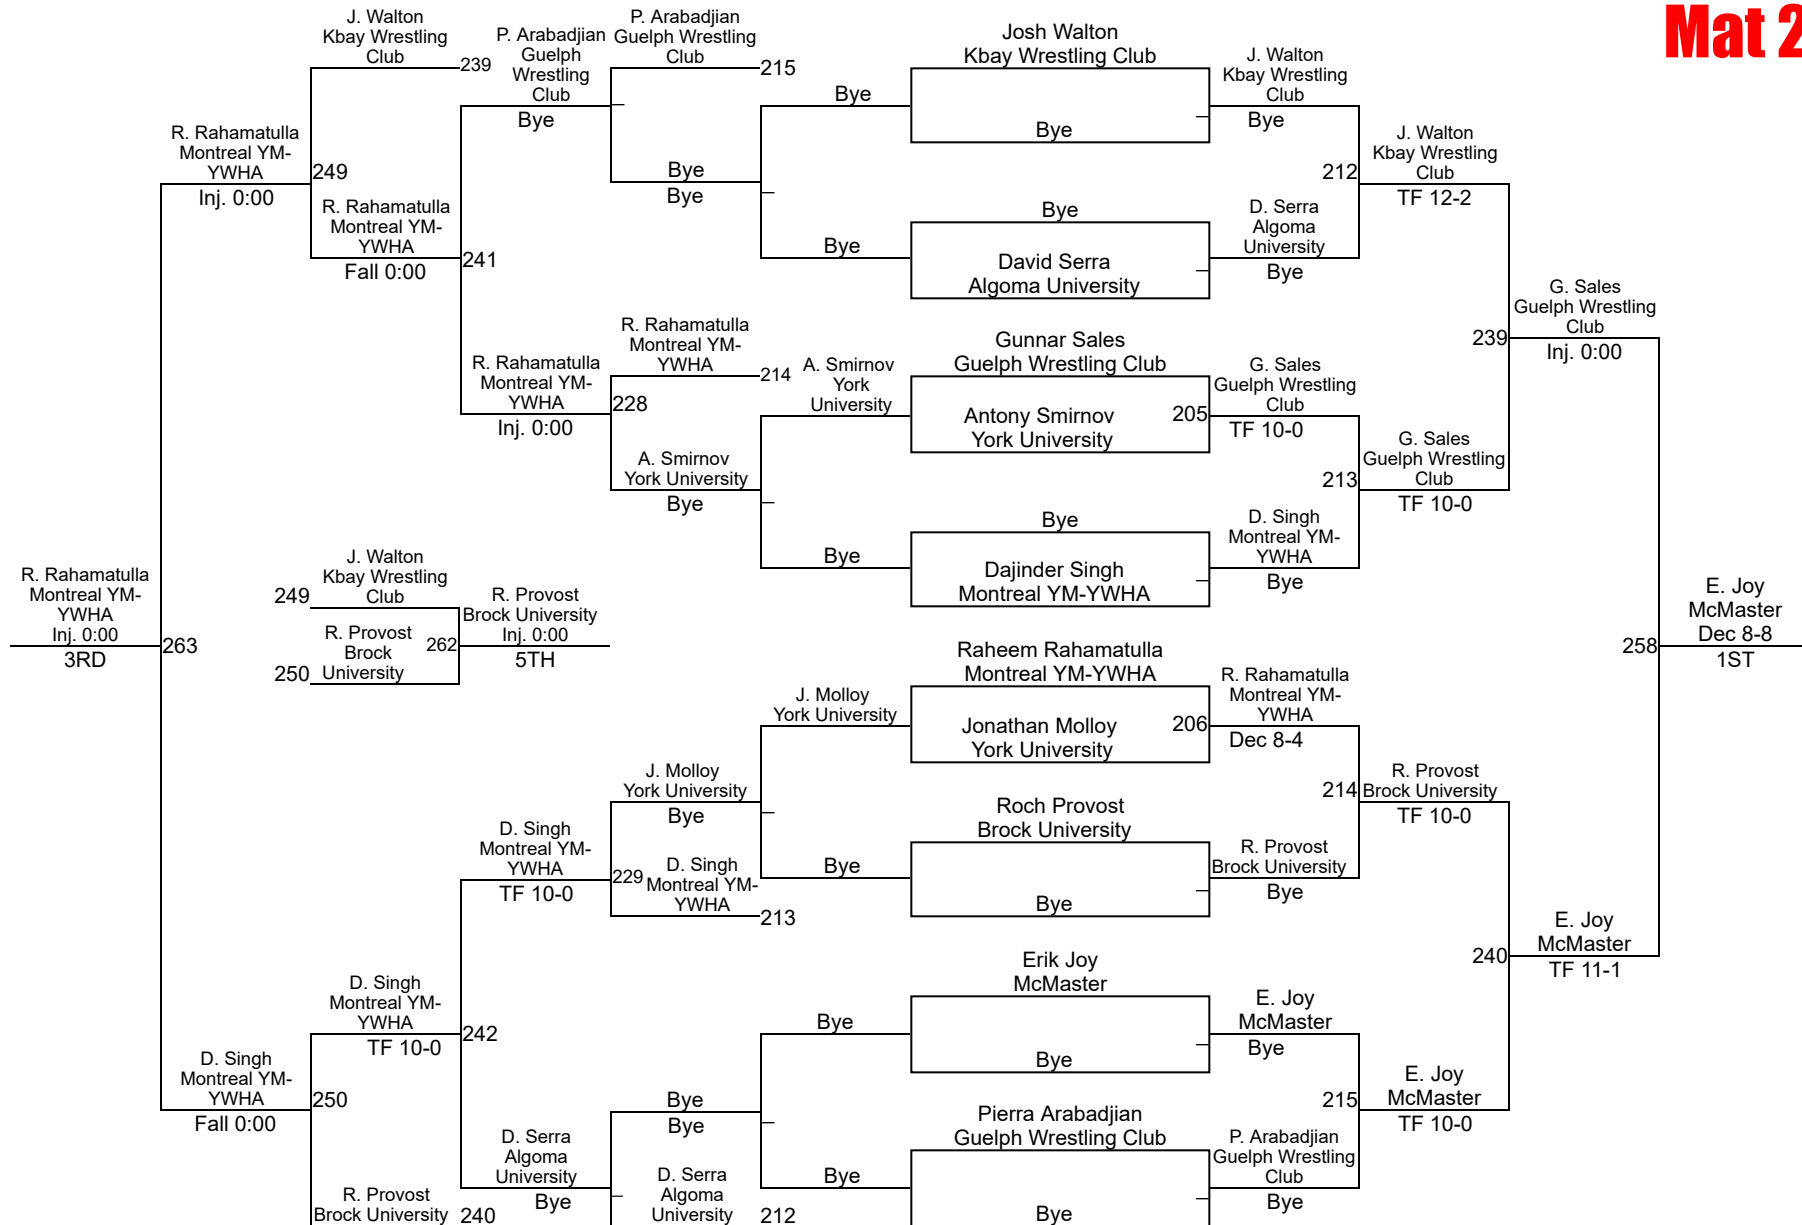 Mat 2
J. Walton
Kbay Wrestling
Club
239
P. Arabadjian
Guelph
Wrestling
Club
Bye
P. Arabadjian
Guelph Wrestling
Club
215
Bye
Josh Walton
Kbay Wrestling Club
Bye
J. Walton
Kbay Wrestling
Club
Bye
R. Rahamatulla
Montreal YM-
YWHA
Inj. 0:00
249
R. Rahamatulla
Montreal YM-
YWHA
Fall 0:00
241
Bye
Bye
212
J. Walton
Kbay Wrestling
Club
TF 12-2
Bye
Bye
David Serra
Algoma University
D. Serra
Algoma
University
Bye
R. Rahamatulla
Montreal YM-
YWHA
214
R. Rahamatulla
Montreal YM-
YWHA
Inj. 0:00
228
A. Smirnov
York
University
Gunnar Sales
Guelph Wrestling Club
Antony Smirnov
York University
205
G. Sales
Guelph Wrestling
Club
TF 10-0
239
G. Sales
Guelph Wrestling
Club
Inj. 0:00
A. Smirnov
York University
Bye
213
G. Sales
Guelph Wrestling
Club
TF 10-0
Bye
Bye
Dajinder Singh
Montreal YM-YWHA
D. Singh
Montreal YM-
YWHA
Bye
R. Rahamatulla
Montreal YM-
YWHA
Inj. 0:00
3RD
263
J. Walton
Kbay Wrestling
Club
249
R. Provost
Brock
University
250
262
R. Provost
Brock University
Inj. 0:00
5TH
258
E. Joy
McMaster
Dec 8-8
1ST
J. Molloy
York University
Raheem Rahamatulla
Montreal YM-YWHA
Jonathan Molloy
York University
206
R. Rahamatulla
Montreal YM-
YWHA
Dec 8-4
J. Molloy
York University
Bye
214
R. Provost
Brock University
TF 10-0
D. Singh
Montreal YM-
YWHA
TF 10-0
229
D. Singh
Montreal YM-
YWHA
213
Bye
Roch Provost
Brock University
Bye
R. Provost
Brock University
Bye
240
E. Joy
McMaster
TF 11-1
D. Singh
Montreal YM-
YWHA
TF 10-0
242
Bye
Erik Joy
McMaster
Bye
E. Joy
McMaster
Bye
D. Singh
Montreal YM-
YWHA
Fall 0:00
250
Bye
Bye
215
E. Joy
McMaster
TF 10-0
D. Serra
Algoma
University
Bye
D. Serra
Algoma
University
212
Bye
Pierra Arabadjian
Guelph Wrestling Club
Bye
P. Arabadjian
Guelph Wrestling
Club
Bye
R. Provost
Brock University
240